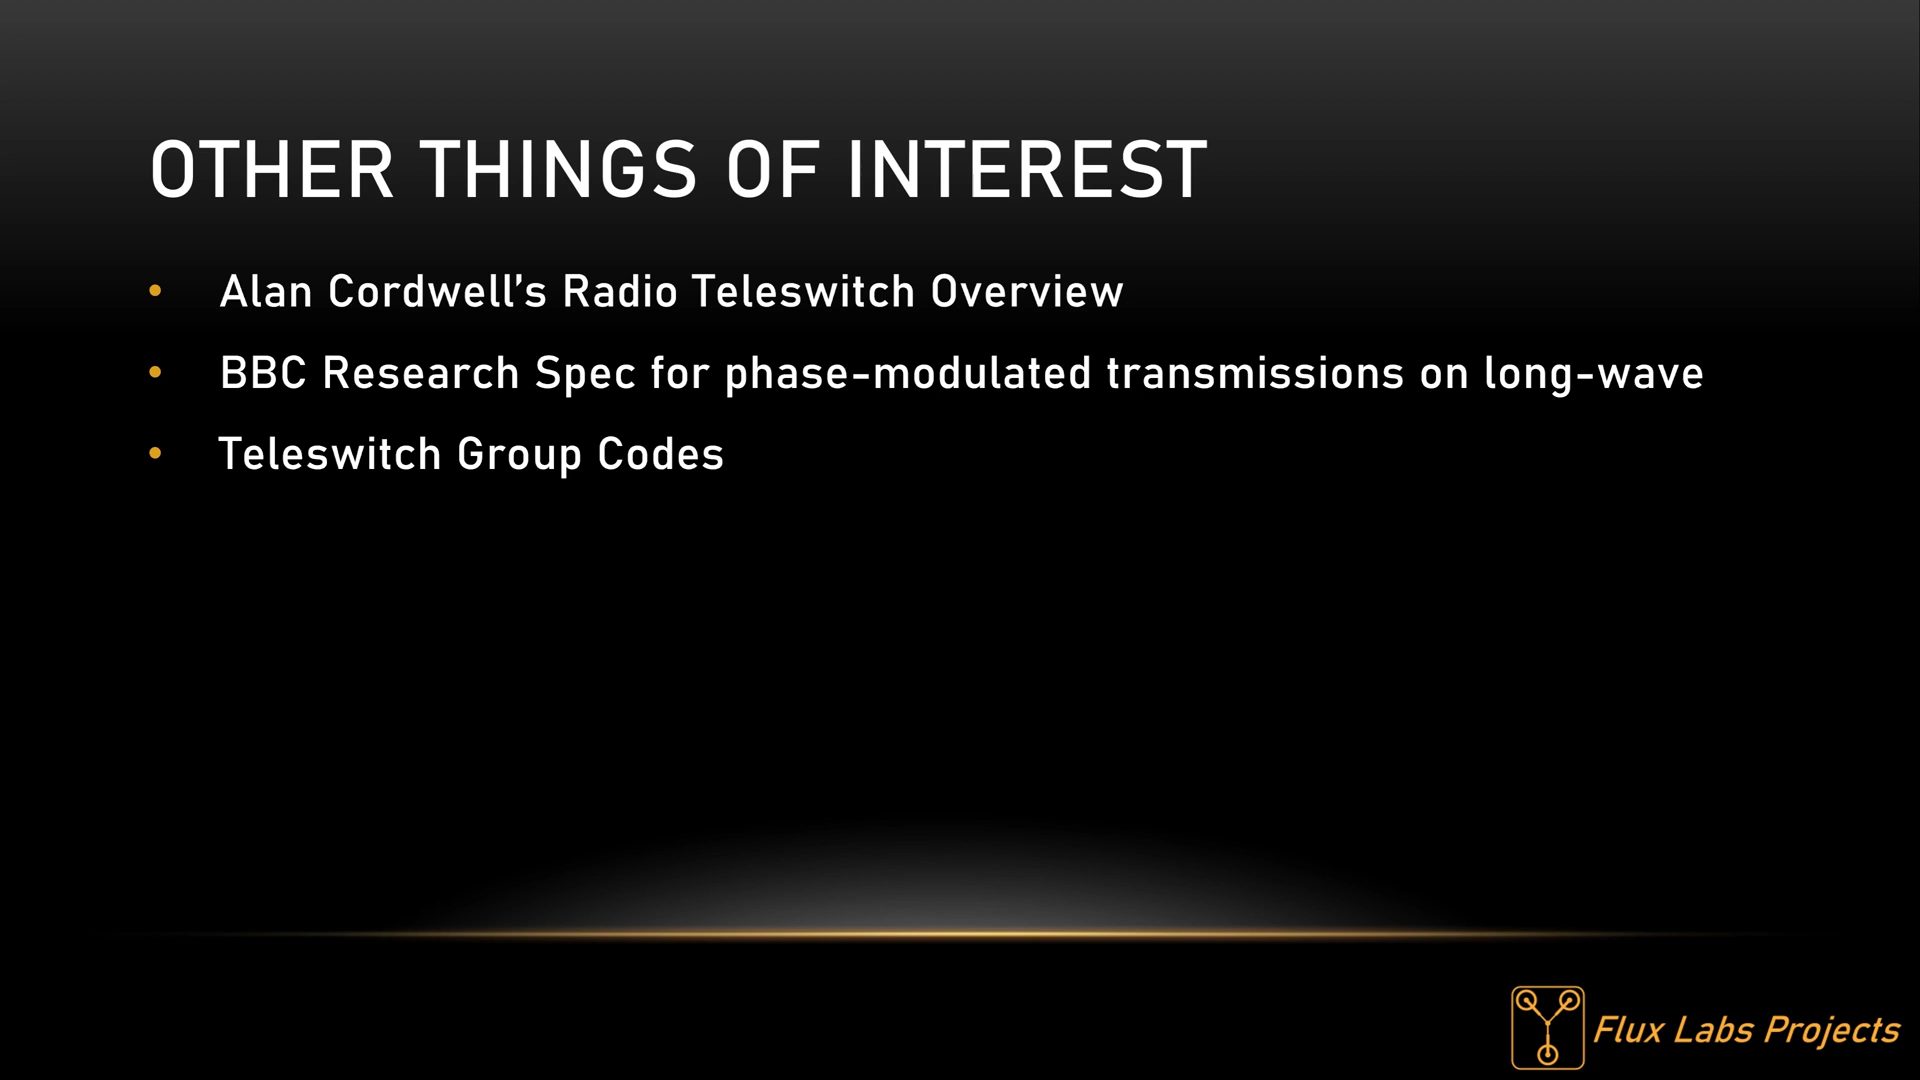 OTHER THINGS OF INTEREST
• Alan Cordwell’s Radio Teleswitch Overview
• BBC Research Spec for phase-modulated transmissions on long-wave
• Teleswitch Group Codes
Flux Labs Projects